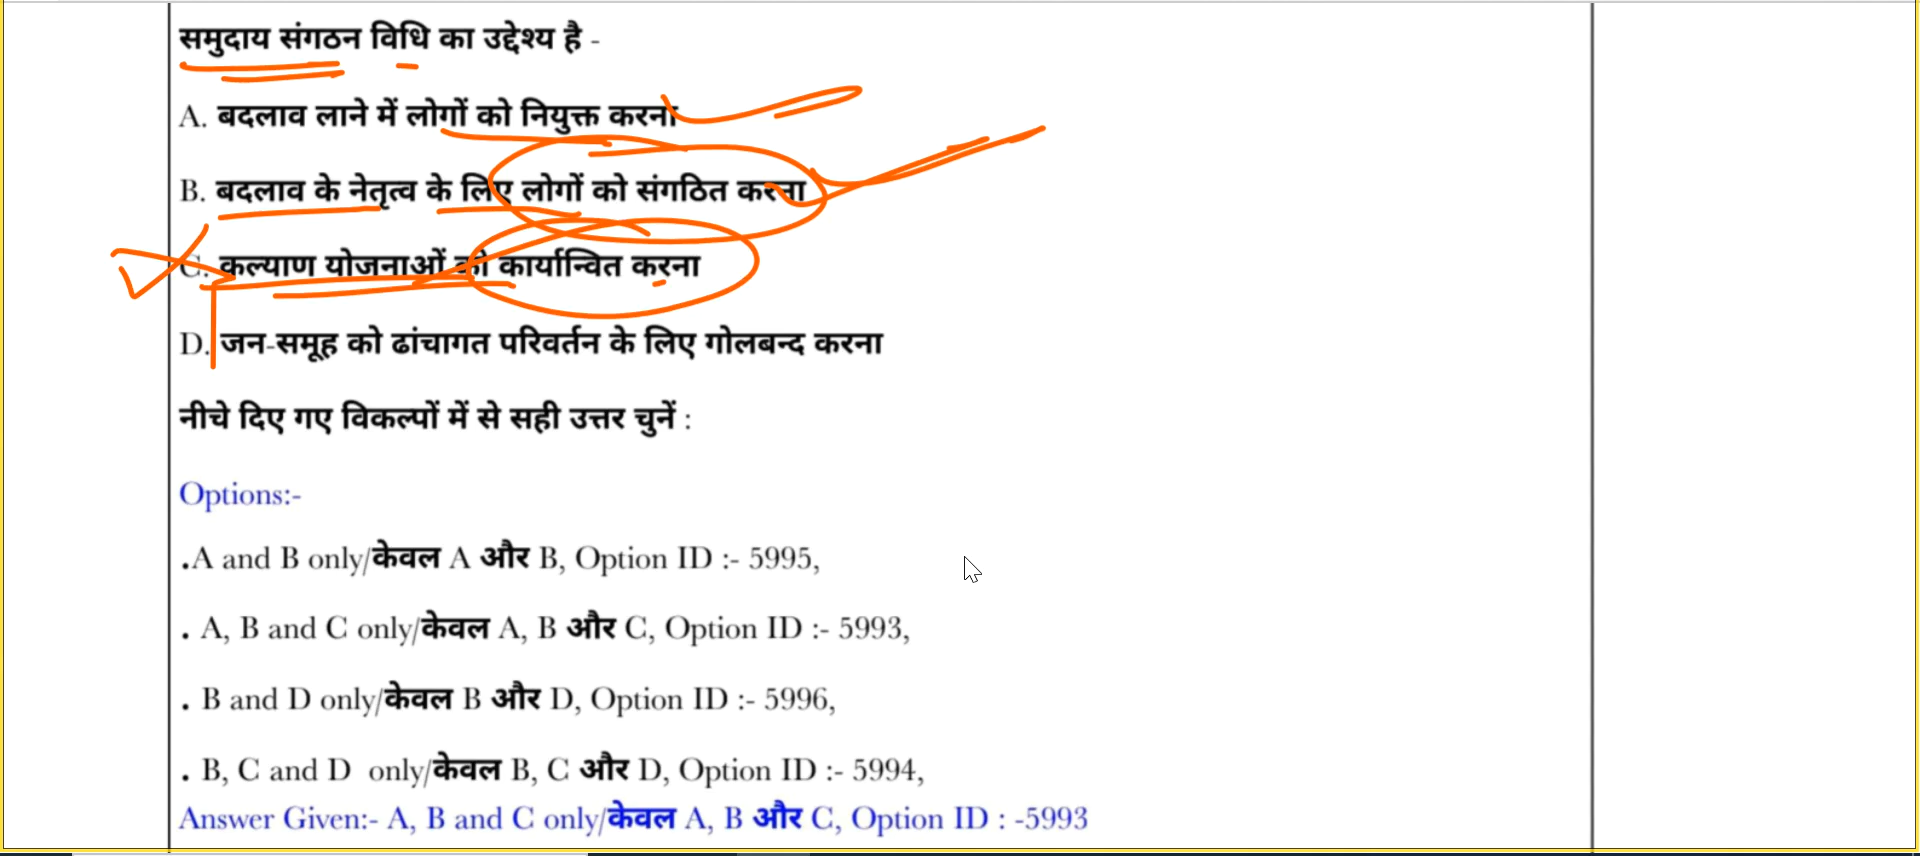 समुदाय संगठन विधि का उद्देश्य है -
A. बदलाव लाने में लोगों को नियुक्त करना
B. बदलाव के नेतृत्व के लिए लोगों को संगठित करना
C. कल्याण योजनाओं को कार्यान्वित करना
D. जन-समूह को ढांचागत परिवर्तन के लिए गोलबन्द करना
नीचे दिए गए विकल्पों में से सही उत्तर चुनें :
Options:-
.A and B only/केवल A और B, Option ID :- 5995,
. A, B and C only/केवल A, B और C, Option ID :- 5993,
. B and D only/केवल B और D, Option ID :- 5996,
. B, C and D only/केवल B, C और D, Option ID :- 5994,
Answer Given:- A, B and C only/केवल A, B और C, Option ID : -5993